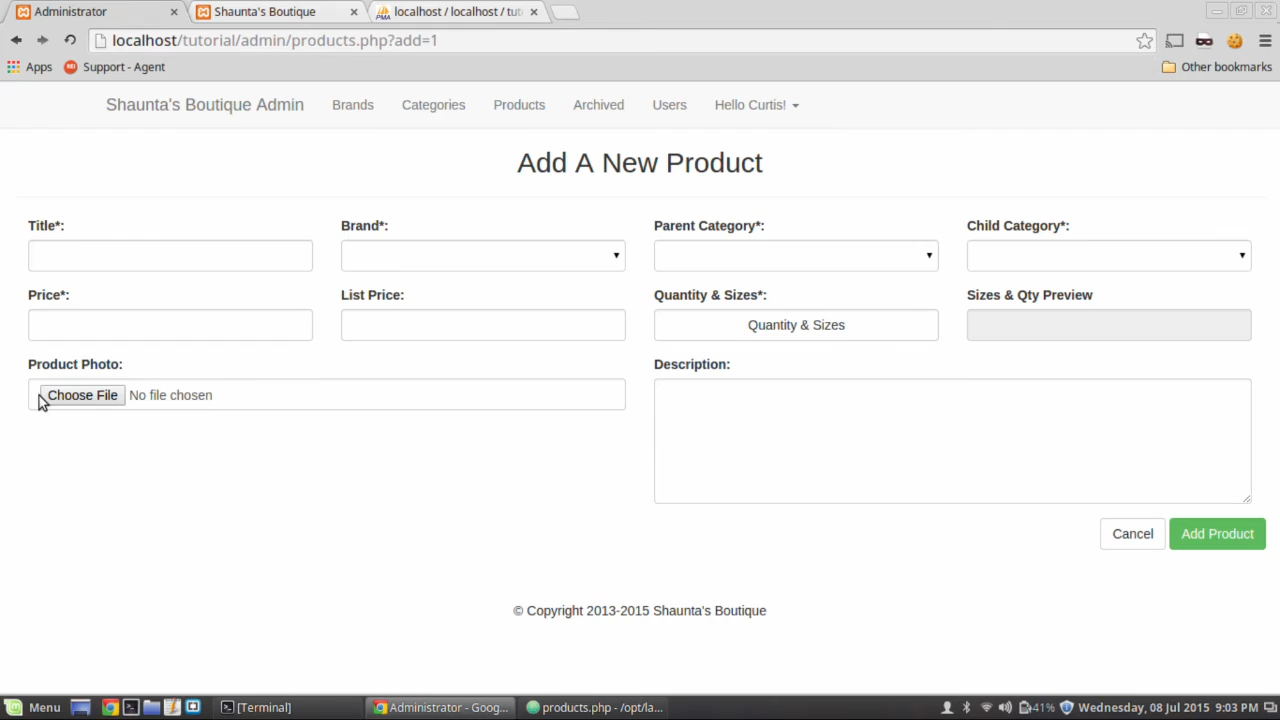 Administrator
Shaunta's Boutique
localhost / localhost / tut
localhost/tutorial/admin/products.php?add=1
Apps
Support - Agent
Other bookmarks
Shaunta's Boutique Admin Brands Categories Products Archived Users Hello Curtis!
Add A New Product
Title*: Brand*: Parent Category*: Child Category*:
Price*: List Price: Quantity & Sizes*: Sizes & Qty Preview
Quantity & Sizes
Product Photo: Description:
Choose File No file chosen
Cancel Add Product
© Copyright 2013-2015 Shaunta's Boutique
Menu [Terminal] Administrator - Goog... products.php - /opt/la... 41% Wednesday, 08 Jul 2015 9:03 PM